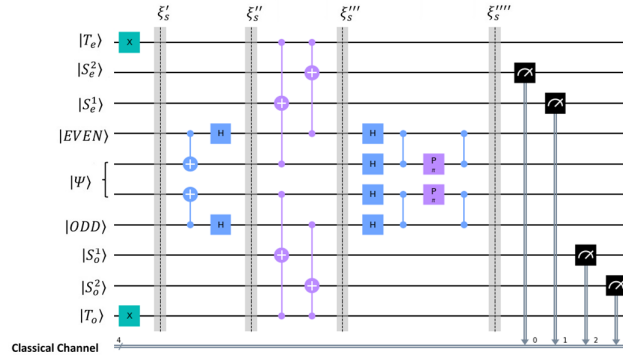 ξs′ ξs′′ ξs′′′ ξs′′′′
|Te⟩ X
|Se2⟩
|Se1⟩
|EVEN⟩ H H
H P π
|Ψ⟩
H P π
|ODD⟩ H H
|So1⟩
|So2⟩
|To⟩ X
Classical Channel 4 0 1 2